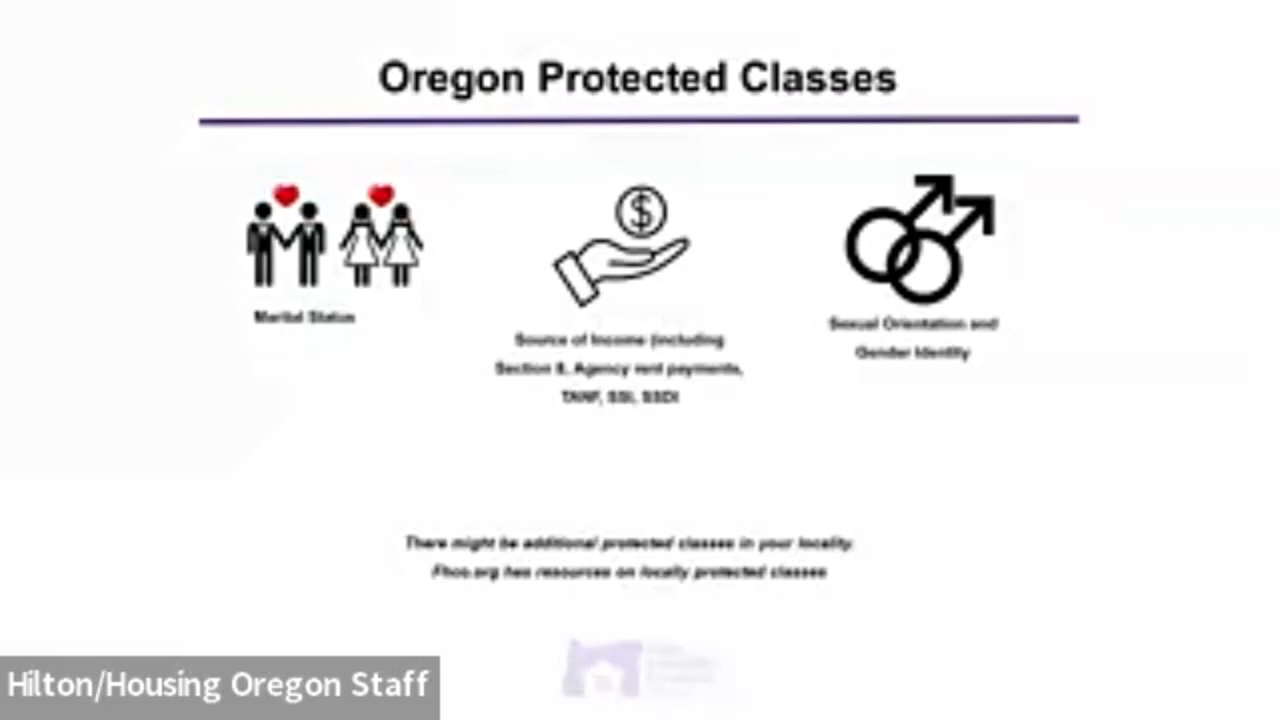 Oregon Protected Classes
Marital Status
Source of Income (including
Section 8, Agency rent payments,
TANF, SSI, SSDI
Sexual Orientation and
Gender Identity
There might be additional protected classes in your locality.
Fhco.org has resources on locally protected classes
Hilton/Housing Oregon Staff